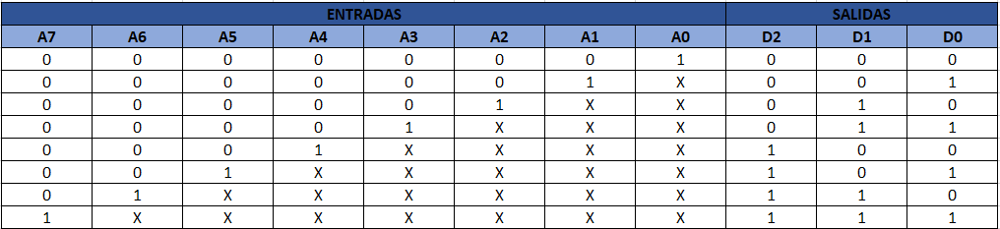 ENTRADAS SALIDAS
A7 A6 A5 A4 A3 A2 A1 A0 D2 D1 D0
0 0 0 0 0 0 0 1 0 0 0
0 0 0 0 0 0 1 X 0 0 1
0 0 0 0 0 1 X X 0 1 0
0 0 0 0 1 X X X 0 1 1
0 0 0 1 X X X X 1 0 0
0 0 1 X X X X X 1 0 1
0 1 X X X X X X 1 1 0
1 X X X X X X X 1 1 1